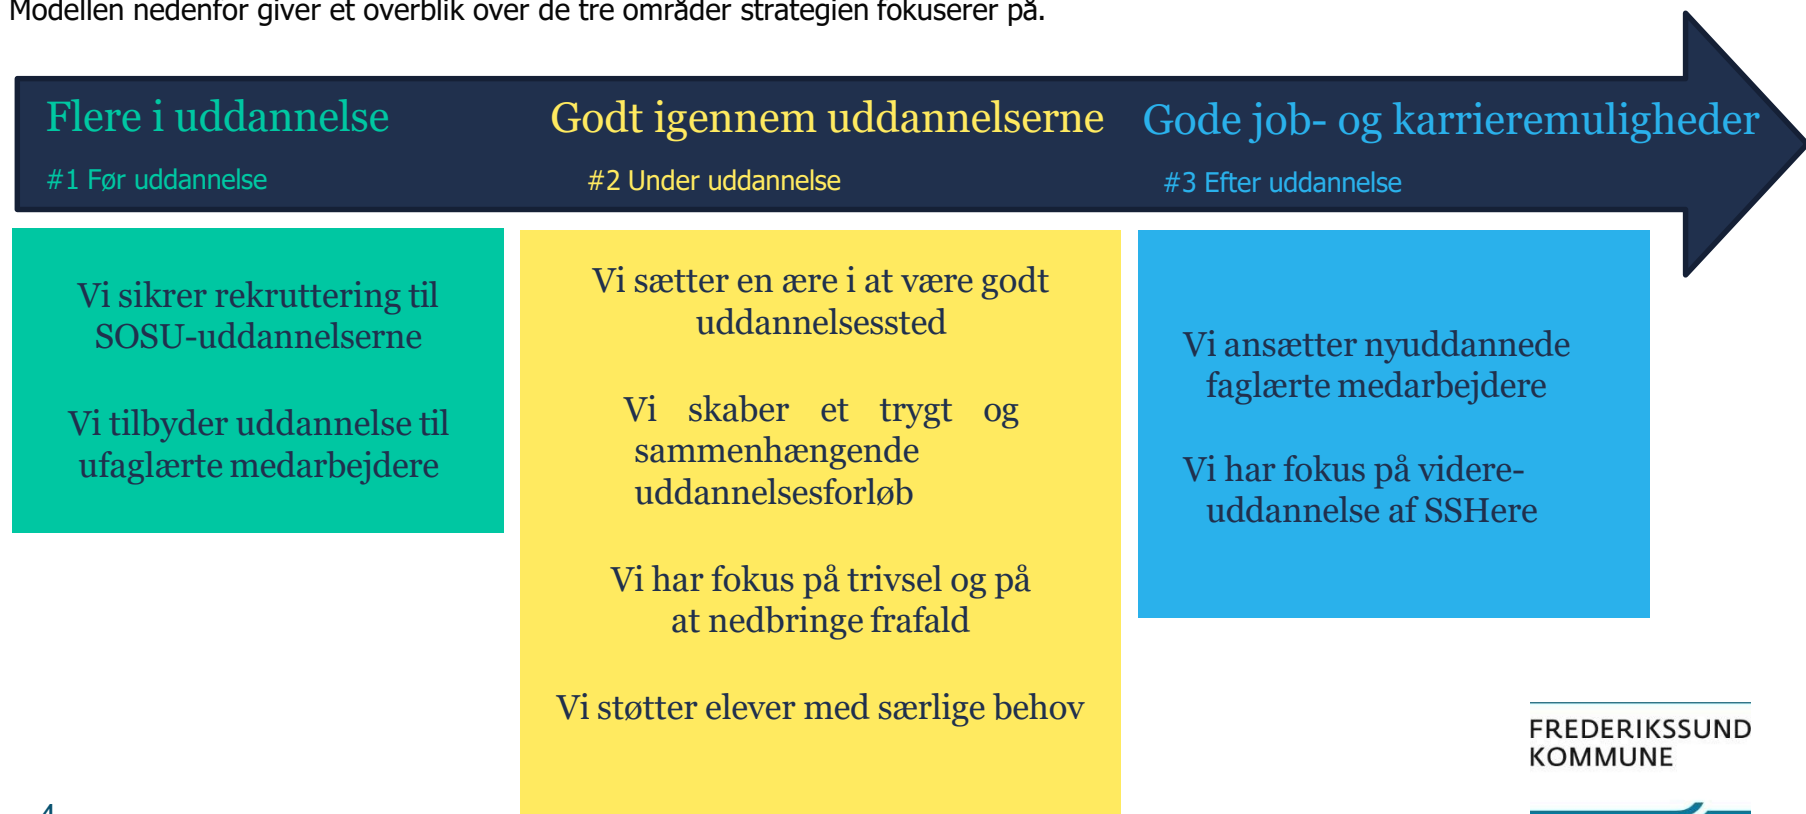 Modellen nedenfor giver et overblik over de tre områder strategien fokuserer på.
Flere i uddannelse
#1 Før uddannelse
Godt igennem uddannelserne
#2 Under uddannelse
Gode job- og karrieremuligheder
#3 Efter uddannelse
Vi sikrer rekruttering til
SOSU-uddannelserne
Vi tilbyder uddannelse til
ufaglærte medarbejdere
Vi sætter en ære i at være godt
uddannelsessted
Vi skaber et trygt og
sammenhængende
uddannelsesforløb
Vi har fokus på trivsel og på
at nedbringe frafald
Vi støtter elever med særlige behov
Vi ansætter nyuddannede
faglærte medarbejdere
Vi har fokus på videre-
uddannelse af SSHere
FREDERIKSSUND
KOMMUNE
4